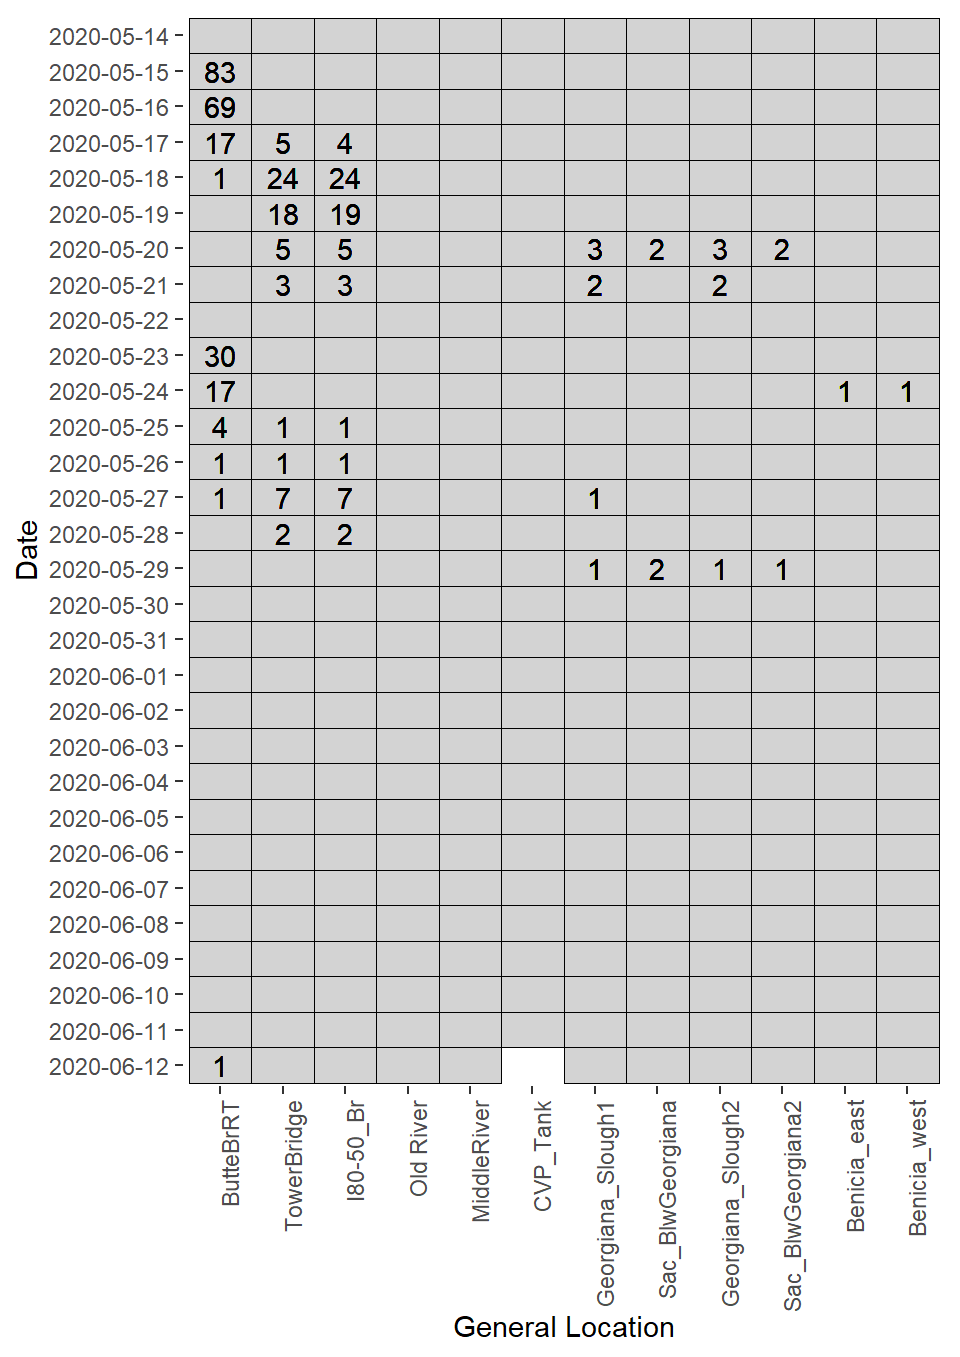 2020-05-14
2020-05-15 83
2020-05-16 69
2020-05-17 17 5 4
2020-05-18 1 24 24
2020-05-19 18 19
2020-05-20 5 5 3 2 3 2
2020-05-21 3 3 2 2
2020-05-22
2020-05-23 30
2020-05-24 17 1 1
2020-05-25 4 1 1
2020-05-26 1 1 1
2020-05-27 1 7 7 1
2020-05-28 2 2
2020-05-29 1 2 1 1
2020-05-30
2020-05-31
2020-06-01
2020-06-02
2020-06-03
2020-06-04
2020-06-05
2020-06-06
2020-06-07
2020-06-08
2020-06-09
2020-06-10
2020-06-11
2020-06-12 1
Date
ButteBrRT
TowerBridge
I80-50_Br
Old River
MiddleRiver
CVP_Tank
Georgiana_Slough1
Sac_BlwGeorgiana
Georgiana_Slough2
Sac_BlwGeorgiana2
Benicia_east
Benicia_west
General Location